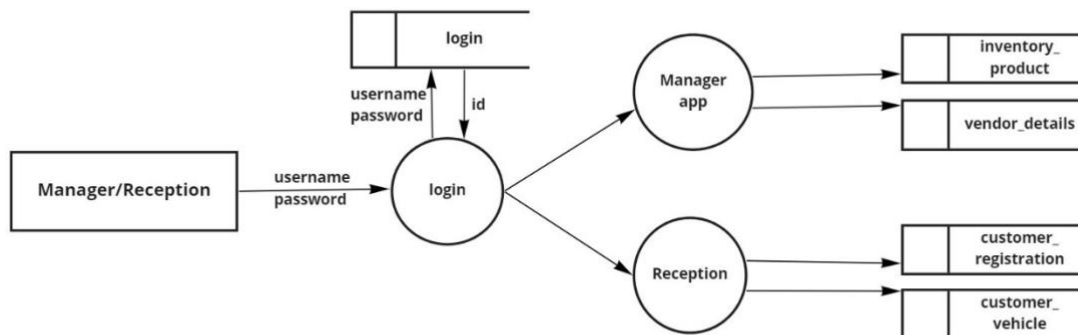 login
username
password
id
Manager/Reception
username
password
login
Manager
app
inventory_
product
vendor_details
Reception
customer_
registration
customer_
vehicle